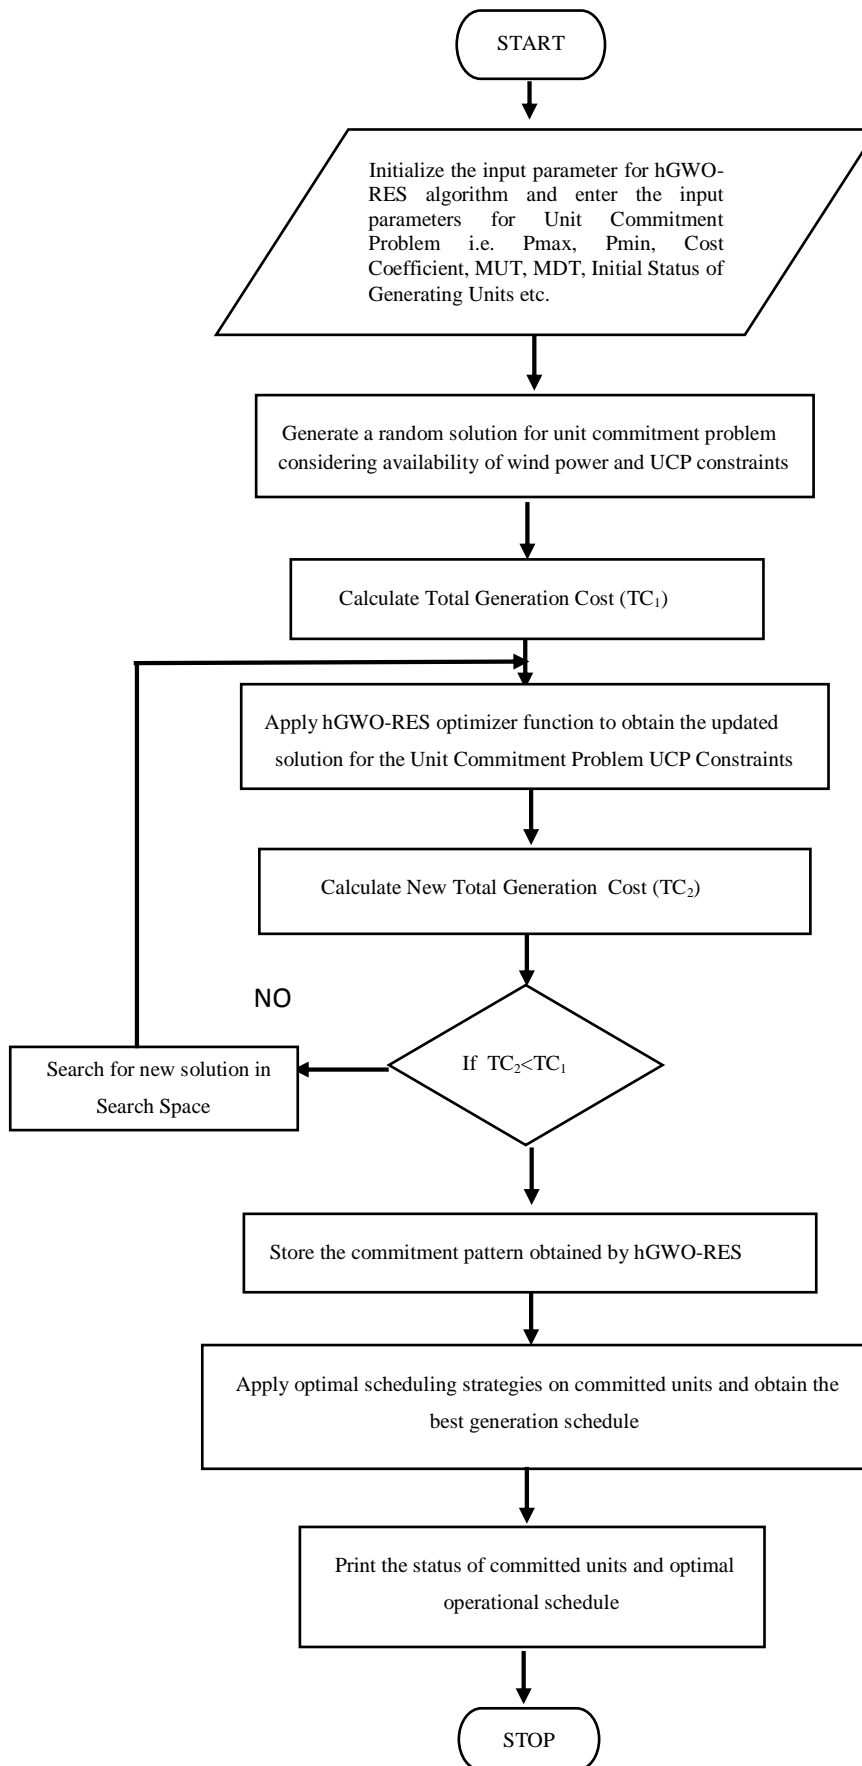 START
Initialize the input parameter for hGWO-
RES algorithm and enter the input
parameters for Unit Commitment
Problem i.e. Pmax, Pmin, Cost
Coefficient, MUT, MDT, Initial Status of
Generating Units etc.
Generate a random solution for unit commitment problem
considering availability of wind power and UCP constraints
Calculate Total Generation Cost (TC₁)
Apply hGWO-RES optimizer function to obtain the updated
solution for the Unit Commitment Problem UCP Constraints
Calculate New Total Generation Cost (TC₂)
NO
If TC₂<TC₁
Search for new solution in
Search Space
Store the commitment pattern obtained by hGWO-RES
Apply optimal scheduling strategies on committed units and obtain the
best generation schedule
Print the status of committed units and optimal
operational schedule
STOP